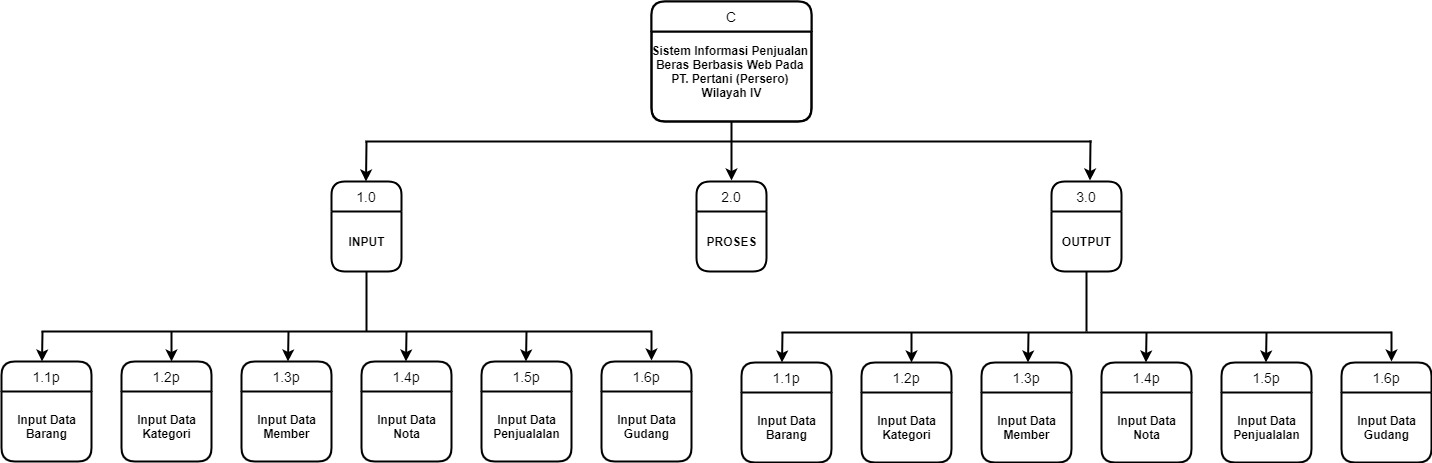 C
Sistem Informasi Penjualan
Beras Berbasis Web Pada
PT. Pertani (Persero)
Wilayah IV
1.0
INPUT
2.0
PROSES
3.0
OUTPUT
1.1p
Input Data
Barang
1.2p
Input Data
Kategori
1.3p
Input Data
Member
1.4p
Input Data
Nota
1.5p
Input Data
Penjualalan
1.6p
Input Data
Gudang
1.1p
Input Data
Barang
1.2p
Input Data
Kategori
1.3p
Input Data
Member
1.4p
Input Data
Nota
1.5p
Input Data
Penjualalan
1.6p
Input Data
Gudang